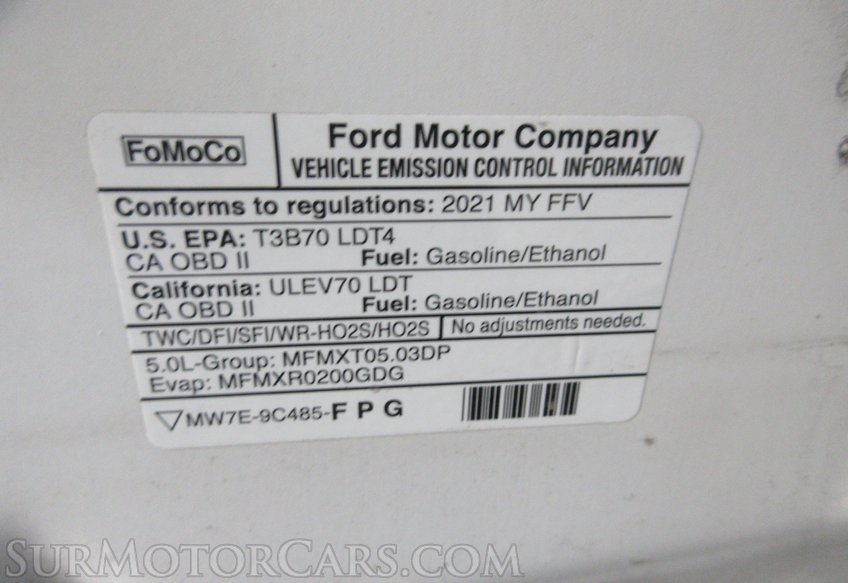 FoMoCo
Ford Motor Company
VEHICLE EMISSION CONTROL INFORMATION
Conforms to regulations: 2021 MY FFV
U.S. EPA: T3B70 LDT4
CA OBD II Fuel: Gasoline/Ethanol
California: ULEV70 LDT
CA OBD II Fuel: Gasoline/Ethanol
TWC/DFI/SFI/WR-HO2S/HO2S No adjustments needed.
5.0L-Group: MFMXT05.03DP
Evap: MFMXR0200GDG
MW7E-9C485-F P G
SURMOTORCARS.COM